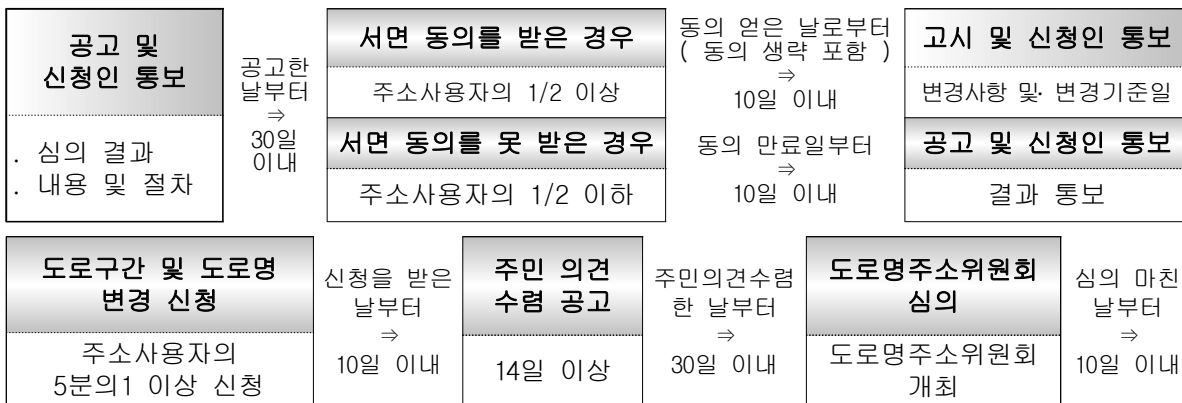 공고 및
신청인 통보
. 심의 결과
. 내용 및 절차
공고한
날부터
⇒
30일
이내
서면 동의를 받은 경우
주소사용자의 1/2 이상
서면 동의를 못 받은 경우
주소사용자의 1/2 이하
동의 얻은 날로부터
( 동의 생략 포함 )
⇒
10일 이내
동의 만료일부터
⇒
10일 이내
고시 및 신청인 통보
변경사항 및· 변경기준일
공고 및 신청인 통보
결과 통보
도로구간 및 도로명
변경 신청
주소사용자의
5분의1 이상 신청
신청을 받은
날부터
⇒
10일 이내
주민 의견
수렴 공고
14일 이상
주민의견수렴
한 날부터
⇒
30일 이내
도로명주소위원회
심의
도로명주소위원회
개최
심의 마친
날부터
⇒
10일 이내